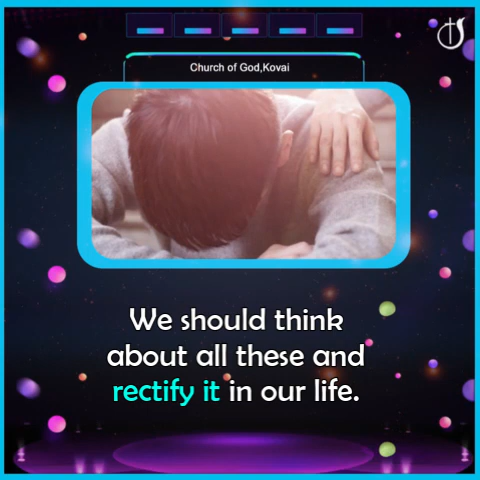 Church of God,Kovai
We should think
about all these and
rectify it in our life.